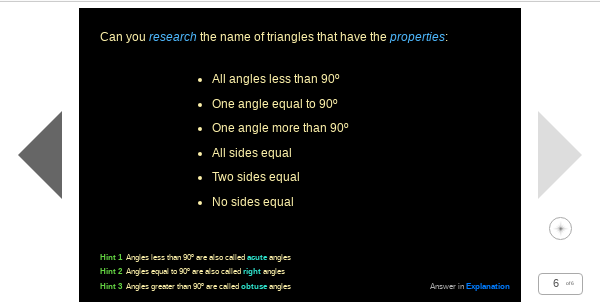 Can you research the name of triangles that have the properties:
• All angles less than 90º
• One angle equal to 90º
• One angle more than 90º
• All sides equal
• Two sides equal
• No sides equal
Hint 1 Angles less than 90º are also called acute angles
Hint 2 Angles equal to 90º are also called right angles
Hint 3 Angles greater than 90º are called obtuse angles
Answer in Explanation
6 of 6